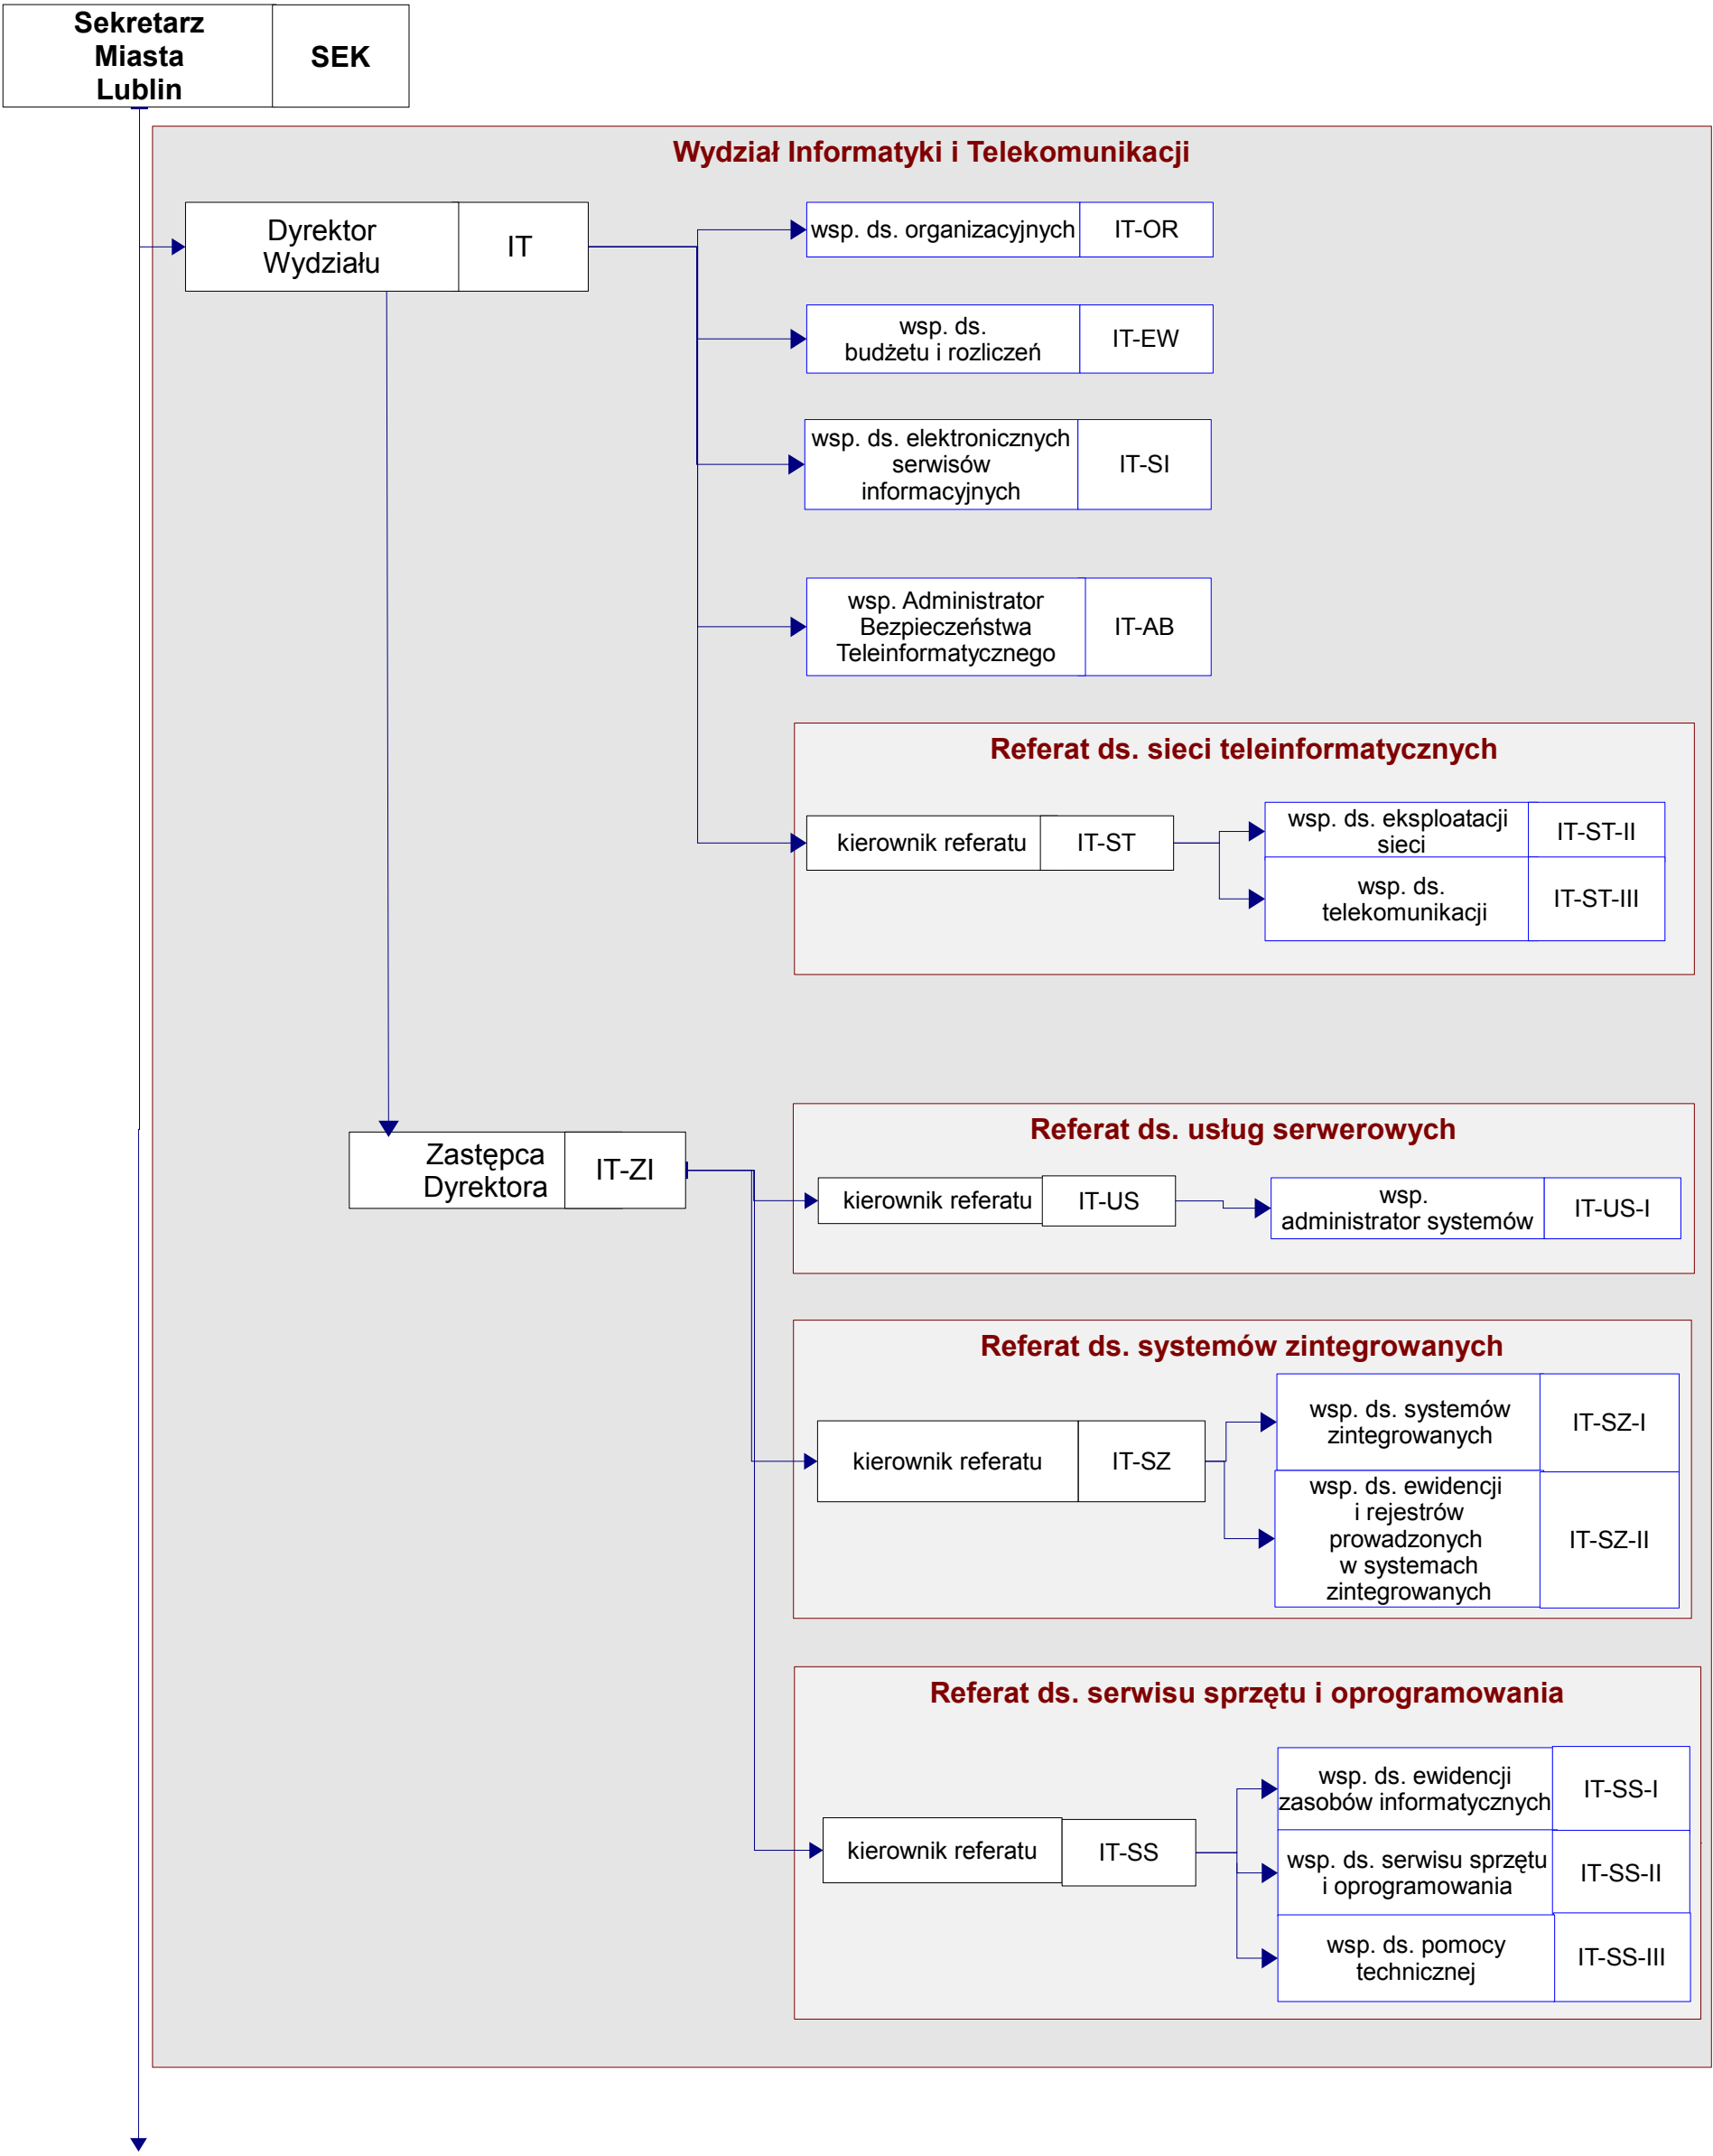 Sekretarz
Miasta
Lublin
SEK
Wydział Informatyki i Telekomunikacji
Dyrektor
Wydziału
IT
wsp. ds. organizacyjnych
IT-OR
wsp. ds.
budżetu i rozliczeń
IT-EW
wsp. ds. elektronicznych
serwisów
informacyjnych
IT-SI
wsp. Administrator
Bezpieczeństwa
Teleinformatycznego
IT-AB
Referat ds. sieci teleinformatycznych
kierownik referatu
IT-ST
wsp. ds. eksploatacji
sieci
IT-ST-II
wsp. ds.
telekomunikacji
IT-ST-III
Zastępca
Dyrektora
IT-ZI
Referat ds. usług serwerowych
kierownik referatu
IT-US
wsp.
administrator systemów
IT-US-I
Referat ds. systemów zintegrowanych
kierownik referatu
IT-SZ
wsp. ds. systemów
zintegrowanych
IT-SZ-I
wsp. ds. ewidencji
i rejestrów
prowadzonych
w systemach
zintegrowanych
IT-SZ-II
Referat ds. serwisu sprzętu i oprogramowania
kierownik referatu
IT-SS
wsp. ds. ewidencji
zasobów informatycznych
IT-SS-I
wsp. ds. serwisu sprzętu
i oprogramowania
IT-SS-II
wsp. ds. pomocy
technicznej
IT-SS-III